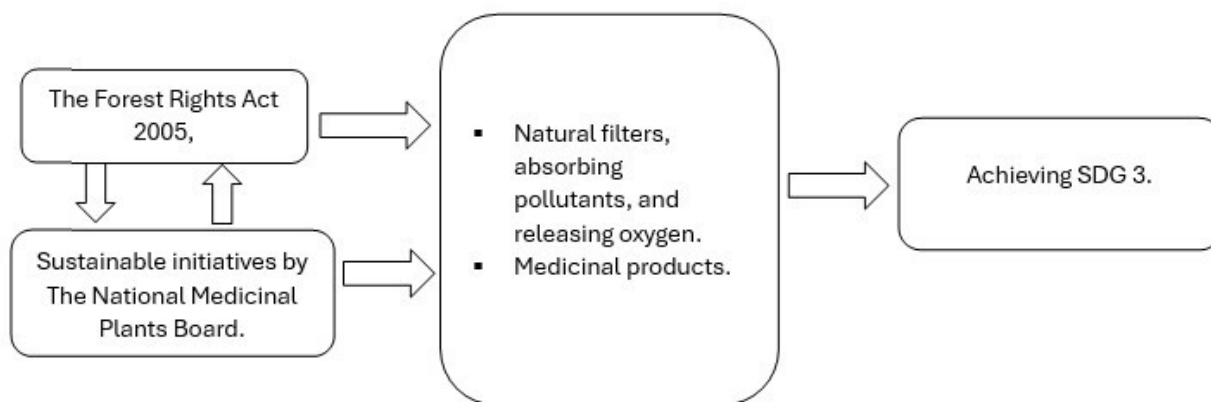 The Forest Rights Act
2005,
Sustainable initiatives by
The National Medicinal
Plants Board.
▪ Natural filters,
absorbing
pollutants, and
releasing oxygen.
▪ Medicinal products.
Achieving SDG 3.